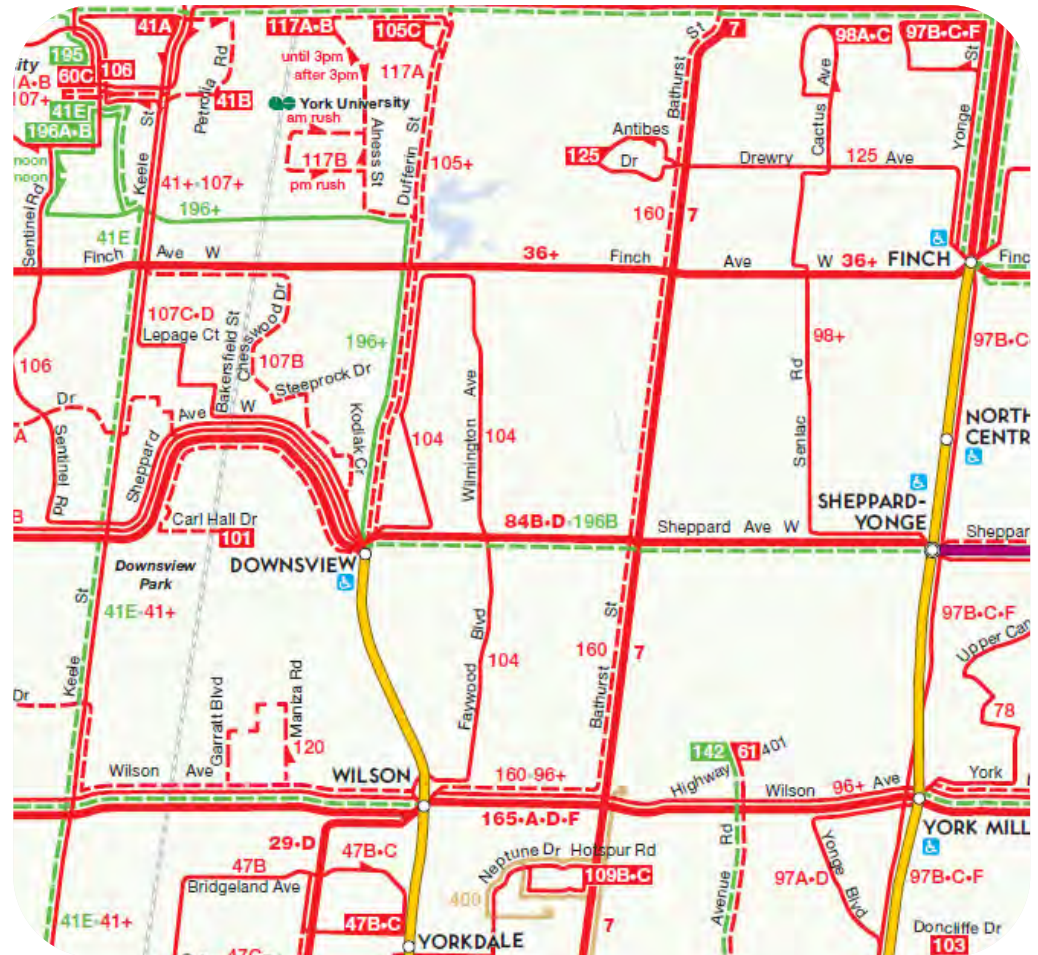 41A
117A•B
105C
7
98A•C
97B•C•F
195
60C
106
Petrolia Rd
until 3pm
after 3pm
117A
Bathurst St
Cactus Ave
Yonge St
107+
41B
York University
am rush
41E
196A•B
117B
pm rush
Alness St
Dufferin St
105+
Antibes Dr
125
Drewry Ave
125
noon
noon
Keele St
41+•107+
196+
160
7
Sentinel Rd
41E
Finch Ave W
36+
Finch Ave W
36+
FINCH
Finc
107C•D
Lepage Ct
Bakersfield St
Chesswood Dr
107B
Steeprock Dr
196+
98+
97B•C
106
Dr
Ave W
Kodiak Cr
104
Wilmington Ave
104
Senlac Rd
NORTH
CENTR
A
Sentinel Rd
Sheppard
SHEPPARD-
YONGE
B
Carl Hall Dr
101
84B•D•196B
Sheppard Ave W
Sheppar
Downsview
Park
DOWNSVIEW
41E•41+
Keele St
Faywood Blvd
104
160
7
Bathurst St
97B•C•F
Upper Can
78
Dr
Garratt Blvd
Maniza Rd
120
142
61
Highway 401
Wilson Ave
WILSON
160•96+
Wilson Ave
96+
York
165•A•D•F
YORK MILL
29•D
47B
47B•C
Bridgeland Ave
Neptune Dr
Hotspur Rd
109B•C
400
Avenue Rd
97A•D
Yonge Blvd
97B•C•F
41E•41+
47B•C
YORKDALE
7
Doncliffe Dr
103